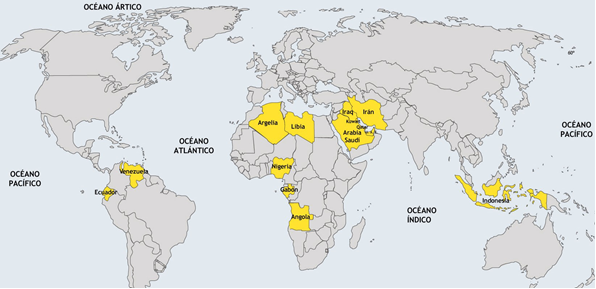 OCÉANO ÁRTICO
60°
Argelia
Libia
Iraq
Irán
Kuwait
Qatar
Arabia
Saudí
OCÉANO
ATLÁNTICO
OCÉANO
PACÍFICO
Venezuela
Nigeria
OCÉANO
PACÍFICO
Ecuador
Gabón
Indonesia
Angola
OCÉANO
ÍNDICO